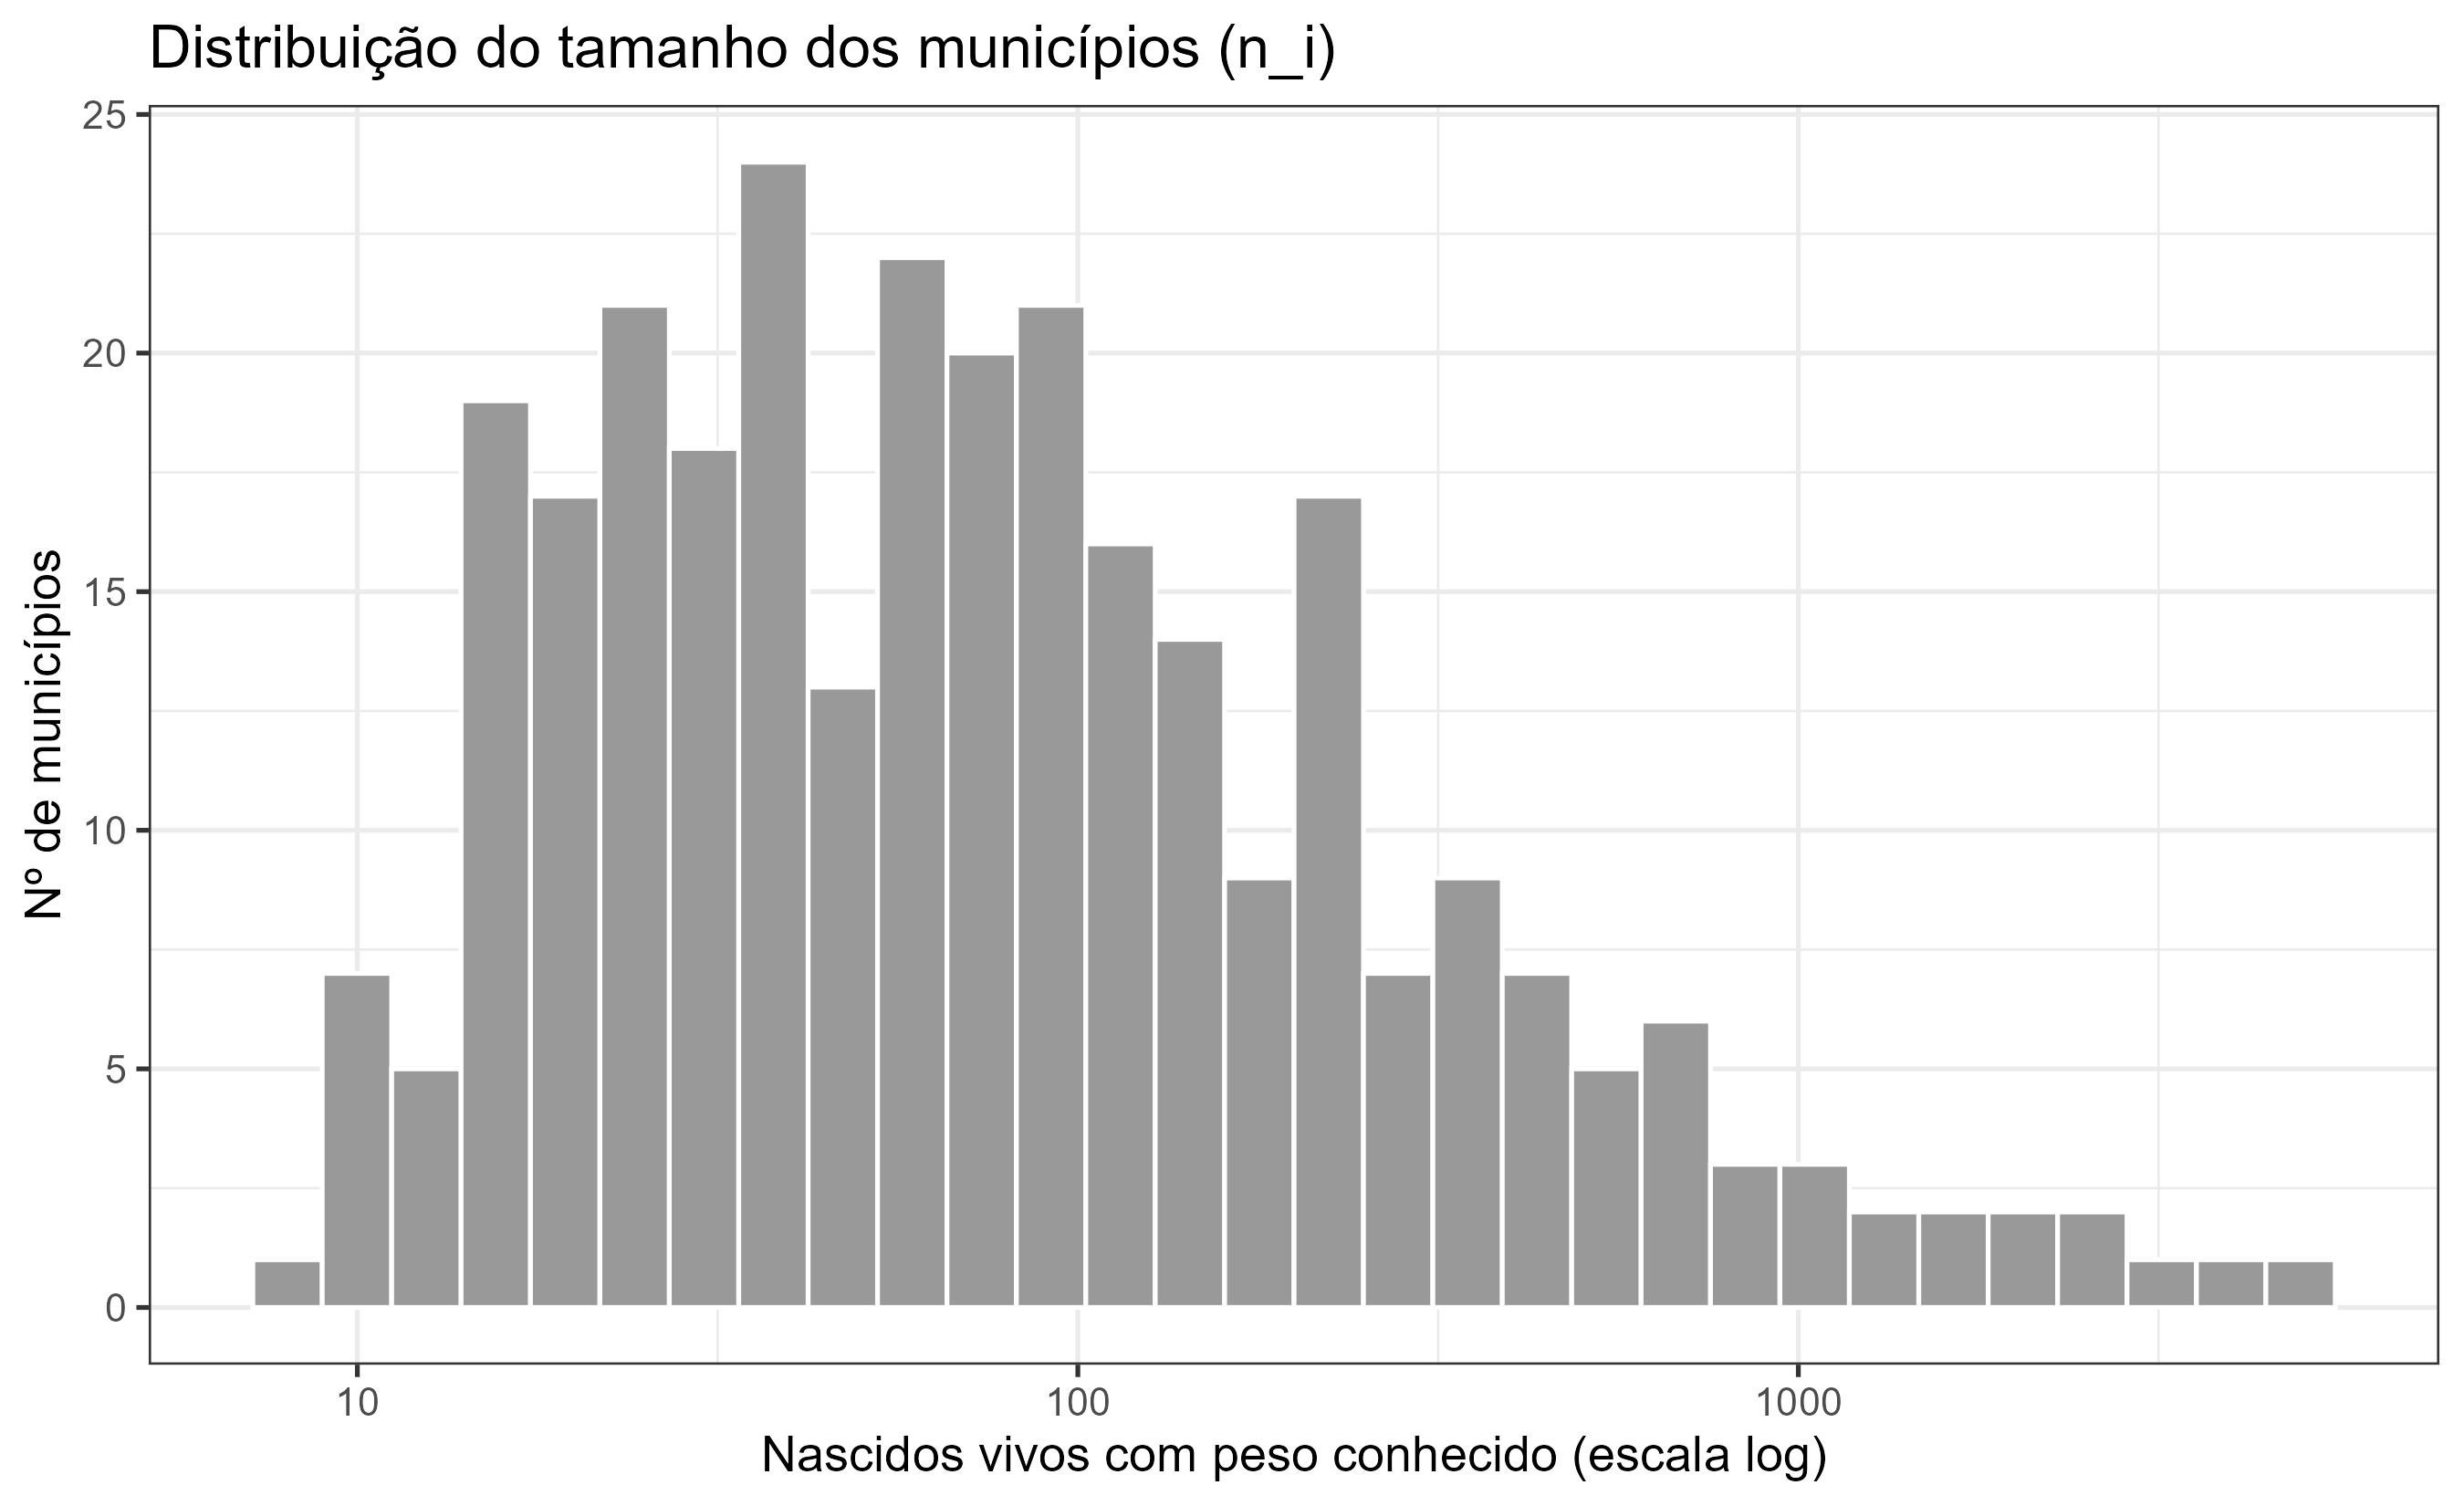 Distribuição do tamanho dos municípios (n_i)
Nº de municípios
25
20
15
10
5
0
10 100 1000
Nascidos vivos com peso conhecido (escala log)